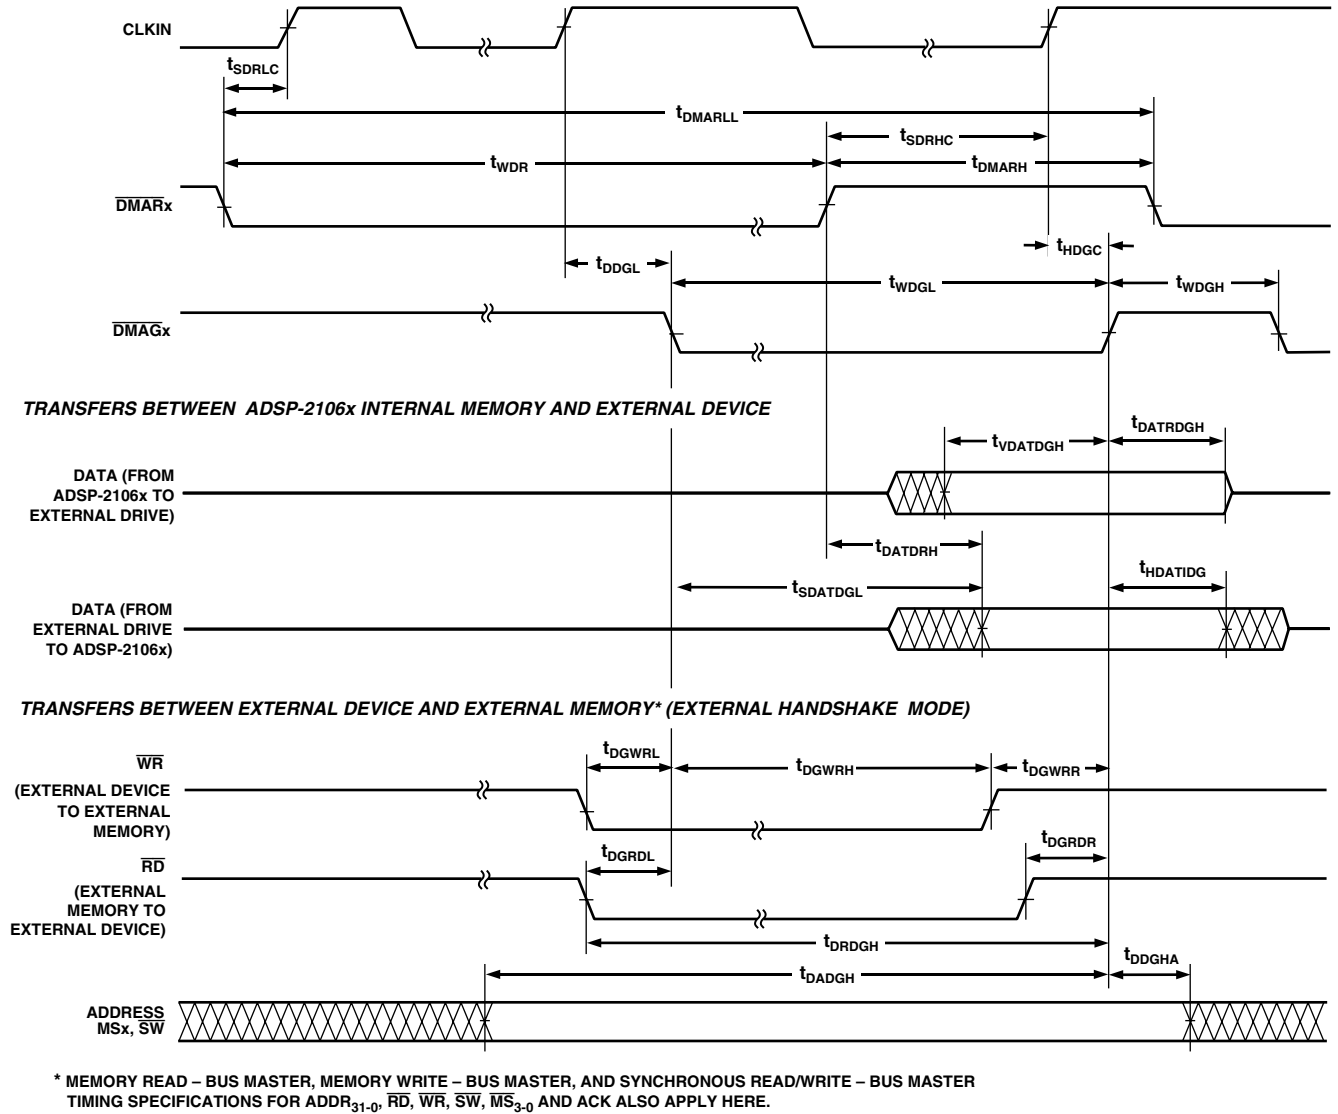 CLKIN
tSDRLC
tDMARLL
tSDRHC
tWDR
tDMARH
DMARx
tHDGC
tDDGL
tWDGL
tWDGH
DMAGx
TRANSFERS BETWEEN ADSP-2106x INTERNAL MEMORY AND EXTERNAL DEVICE
tDATRDGH
tVDATDGH
DATA (FROM
ADSP-2106x TO
EXTERNAL DRIVE)
tDATDRH
tHDATIDG
tSDATDGL
DATA (FROM
EXTERNAL DRIVE
TO ADSP-2106x)
TRANSFERS BETWEEN EXTERNAL DEVICE AND EXTERNAL MEMORY* (EXTERNAL HANDSHAKE MODE)
WR
tDGWRL
tDGWRH
tDGWRR
(EXTERNAL DEVICE
TO EXTERNAL
MEMORY)
tDGRDR
RD
tDGRDL
(EXTERNAL
MEMORY TO
EXTERNAL DEVICE)
tDRDGH
tDDGHA
tDADGH
ADDRESS
MSx, SW
* MEMORY READ – BUS MASTER, MEMORY WRITE – BUS MASTER, AND SYNCHRONOUS READ/WRITE – BUS MASTER
TIMING SPECIFICATIONS FOR ADDR31-0, RD, WR, SW, MS3-0 AND ACK ALSO APPLY HERE.